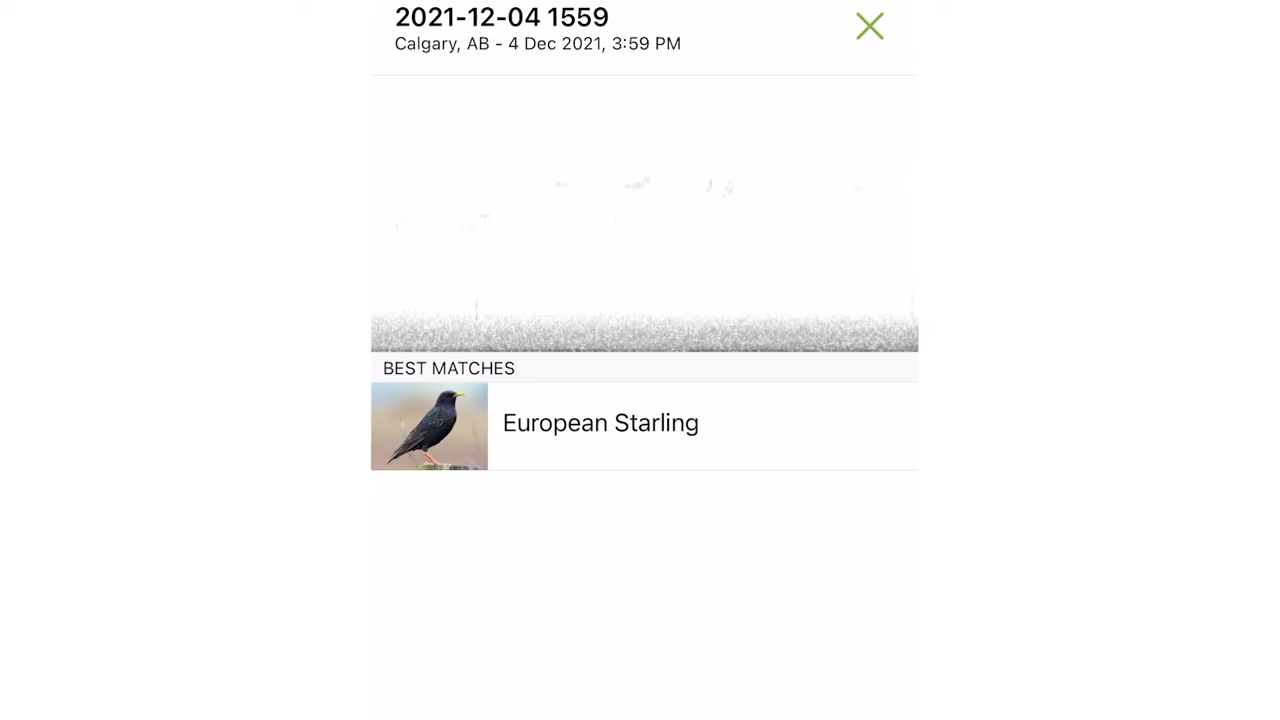 2021-12-04 1559
Calgary, AB - 4 Dec 2021, 3:59 PM
BEST MATCHES
European Starling